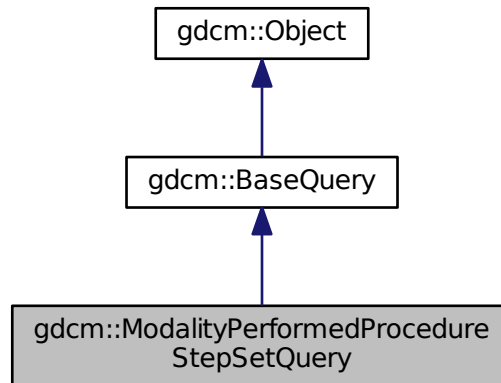 gdcm::Object
gdcm::BaseQuery
gdcm::ModalityPerformedProcedure
StepSetQuery